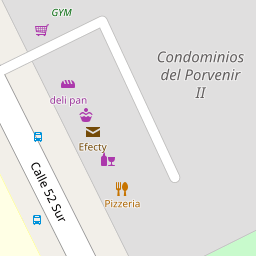 GYM
Condominios
del Porvenir
II
deli pan
Efecty
Calle 52 Sur
Pizzeria